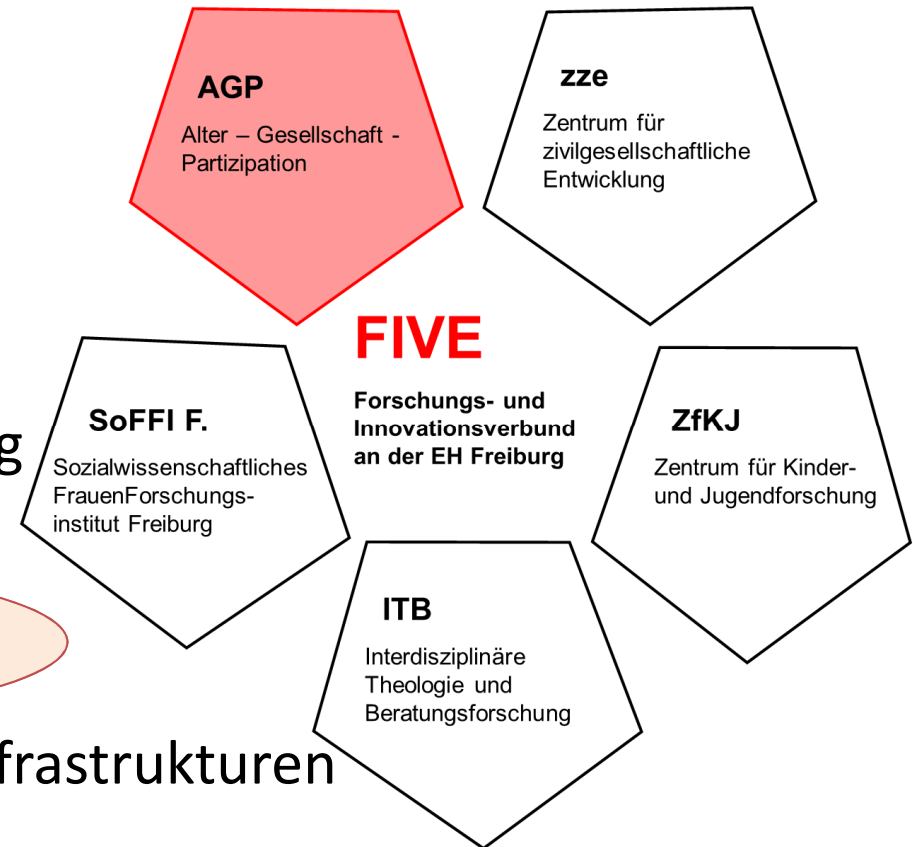 AGP
Alter – Gesellschaft -
Partizipation
zze
Zentrum für
zivilgesellschaftliche
Entwicklung
FIVE
Forschungs- und
Innovationsverbund
an der EH Freiburg
SoFFI F.
Sozialwissenschaftliches
FrauenForschungs-
institut Freiburg
ZfKJ
Zentrum für Kinder-
und Jugendforschung
g
ITB
Interdisziplinäre
Theologie und
Beratungsforschung
frastrukturen